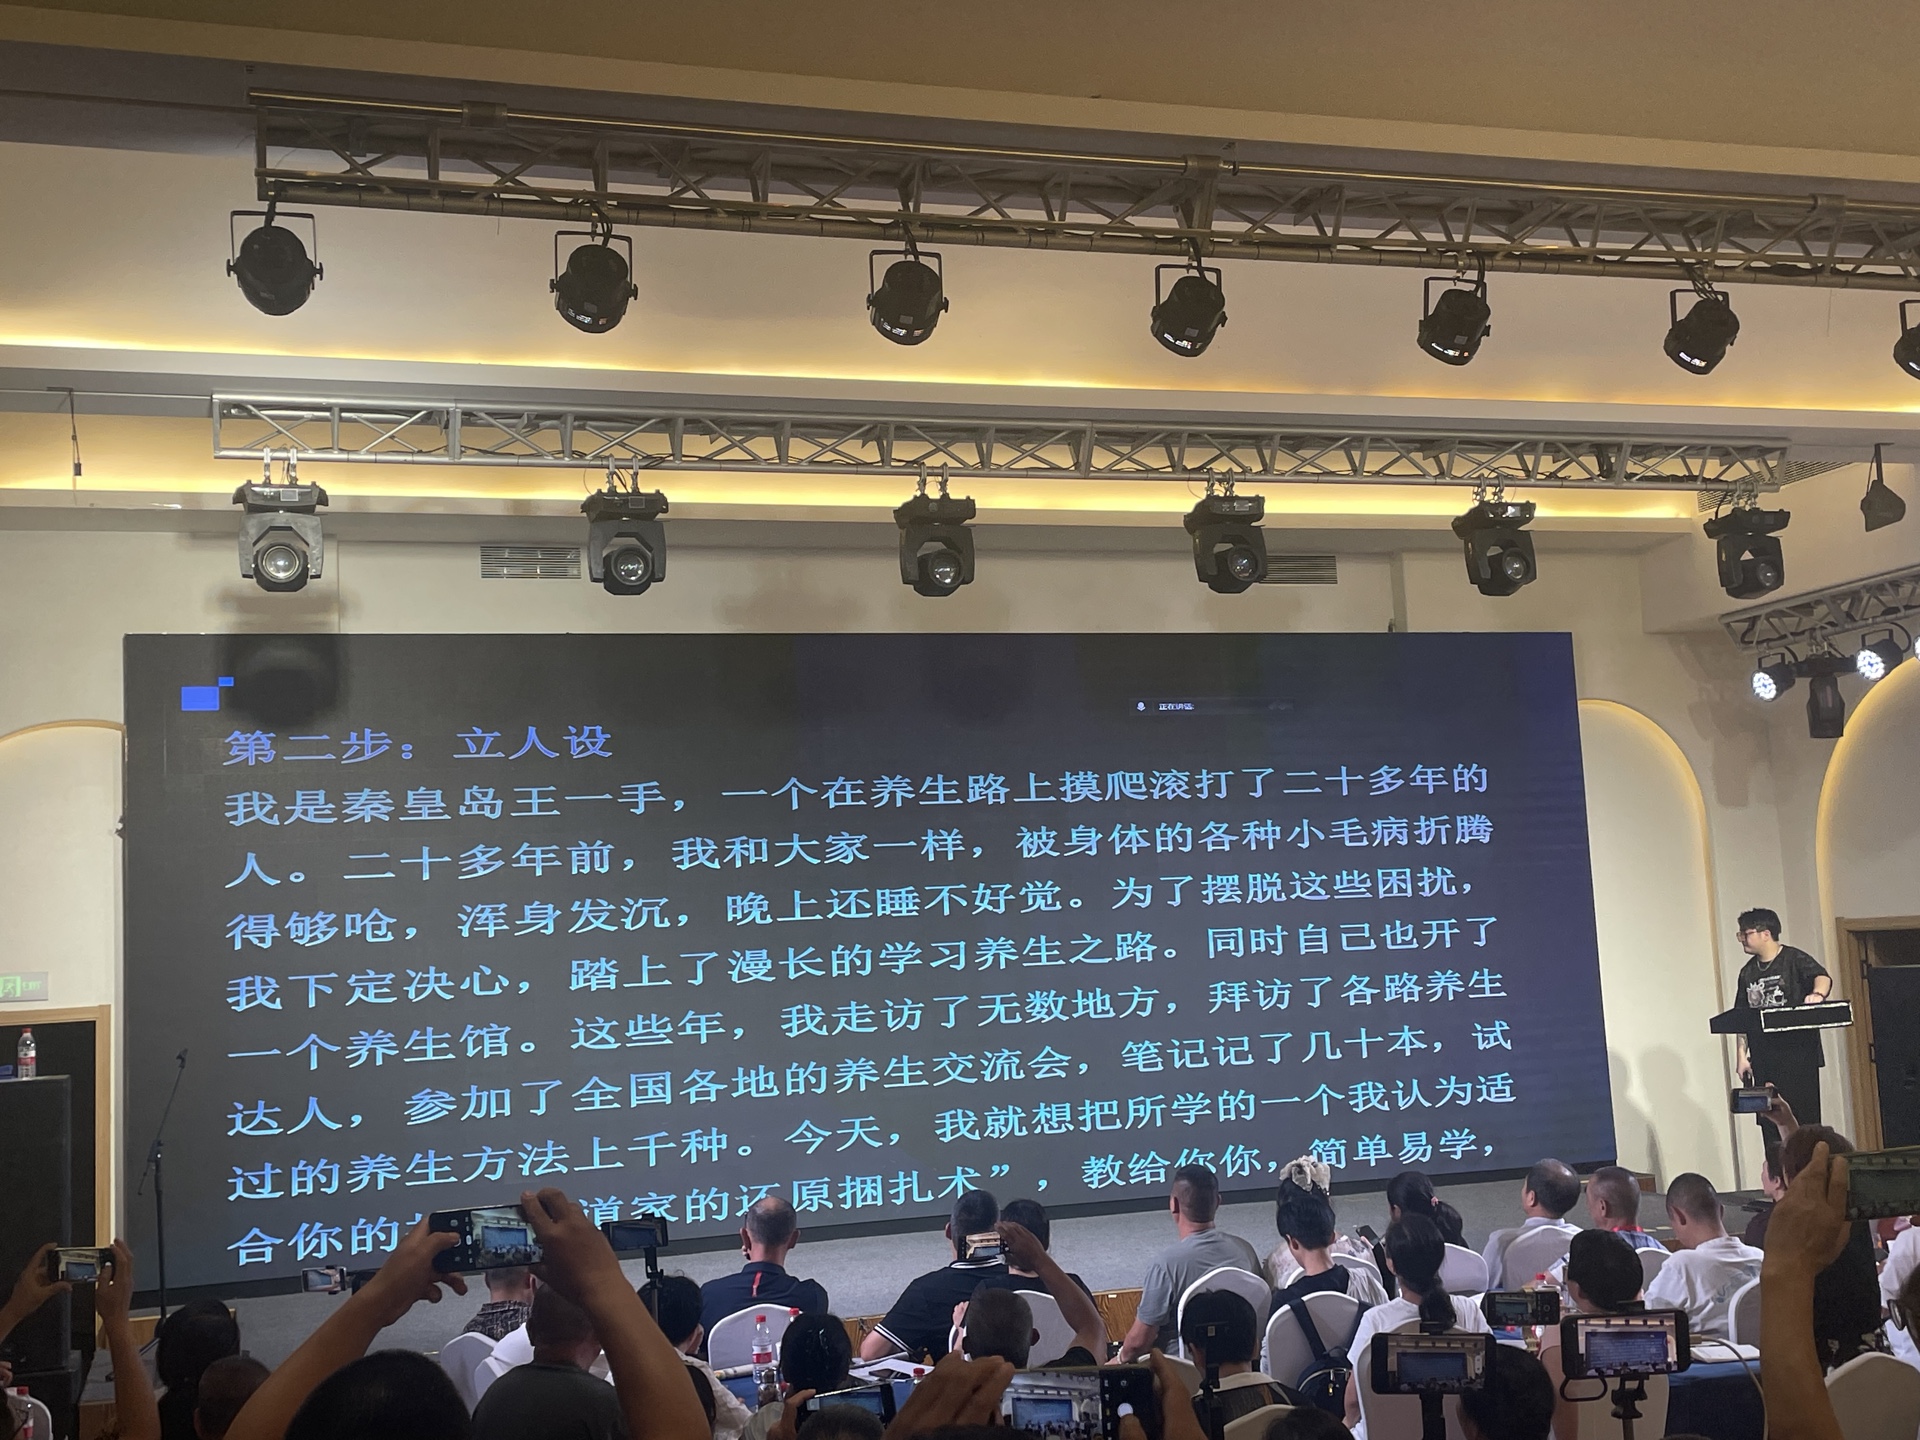 正在讲话:
第二步：立人设
我是秦皇岛王一手，一个在养生路上摸爬滚打了二十多年的
人。二十多年前，我和大家一样，被身体的各种小毛病折腾
得够呛，浑身发沉，晚上还睡不好觉。为了摆脱这些困扰，
我下定决心，踏上了漫长的学习养生之路。同时自己也开了
一个养生馆。这些年，我走访了无数地方，拜访了各路养生
达人，参加了全国各地的养生交流会，笔记记了几十本，试
过的养生方法上千种。今天，我就想把所学的一个我认为适
合你的 道家的还原捆扎术”，教给你你，简单易学，